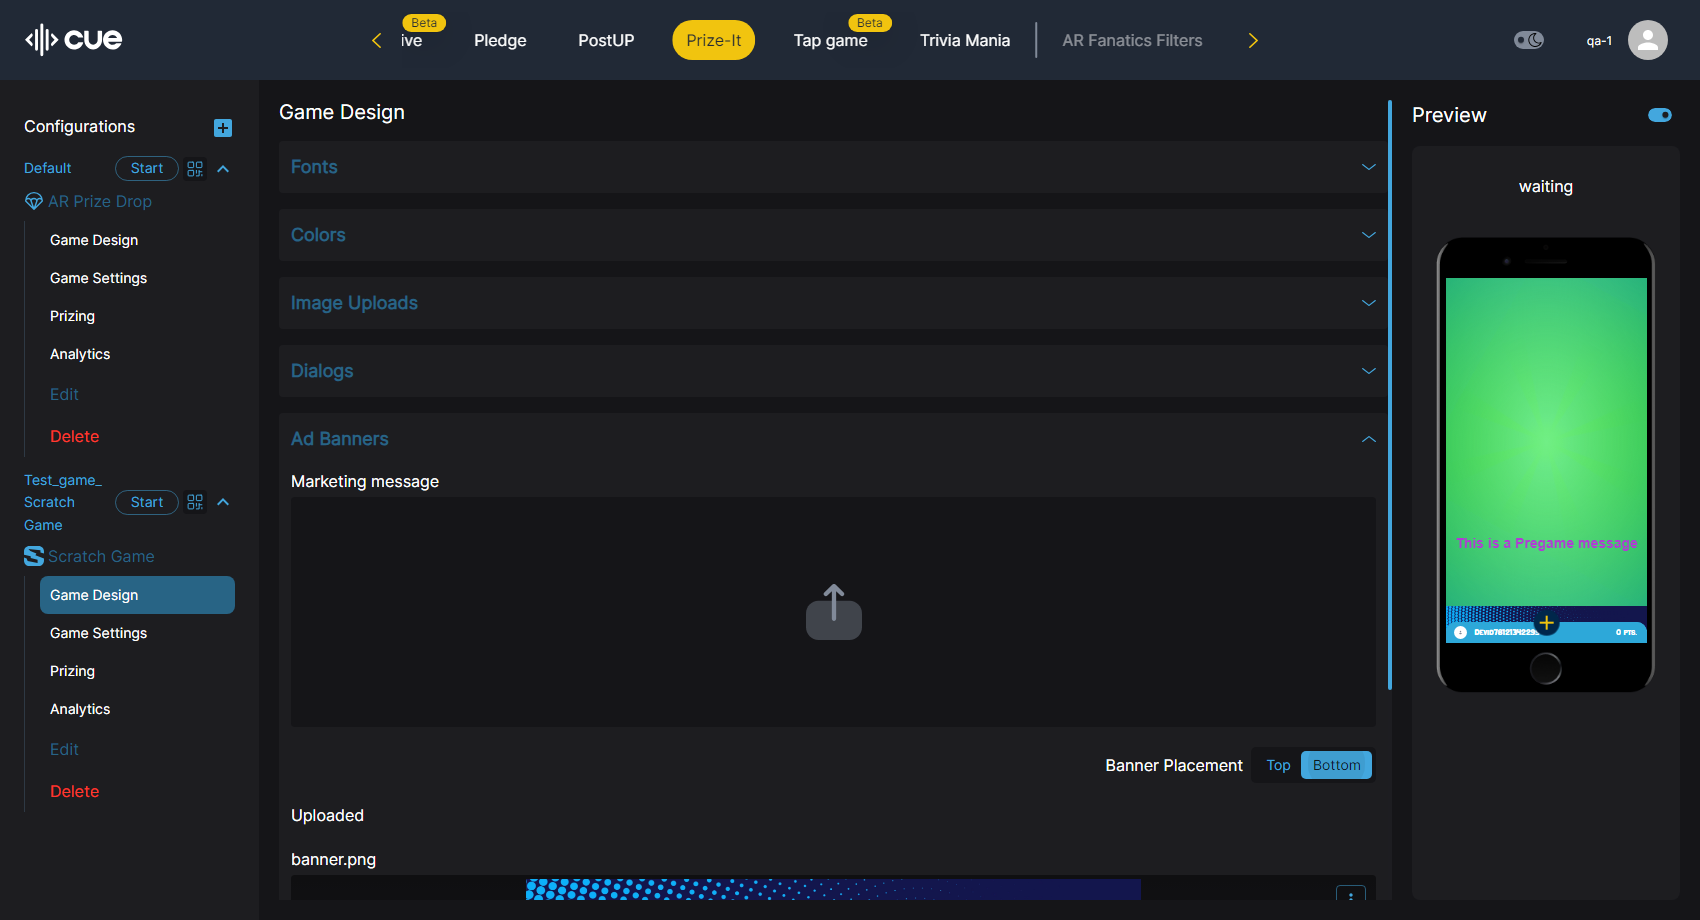 cue
ive
Beta
Pledge
PostUP
Prize-It
Tap game
Beta
Trivia Mania
AR Fanatics Filters
qa-1
Configurations
Default
Start
AR Prize Drop
Game Design
Game Settings
Prizing
Analytics
Edit
Delete
Test_game_
Scratch
Game
Start
Scratch Game
Game Design
Game Settings
Prizing
Analytics
Edit
Delete
Game Design
Fonts
Colors
Image Uploads
Dialogs
Ad Banners
Marketing message
Banner Placement
Top
Bottom
Uploaded
banner.png
Preview
waiting
This is a Pregame message
0 PTS.